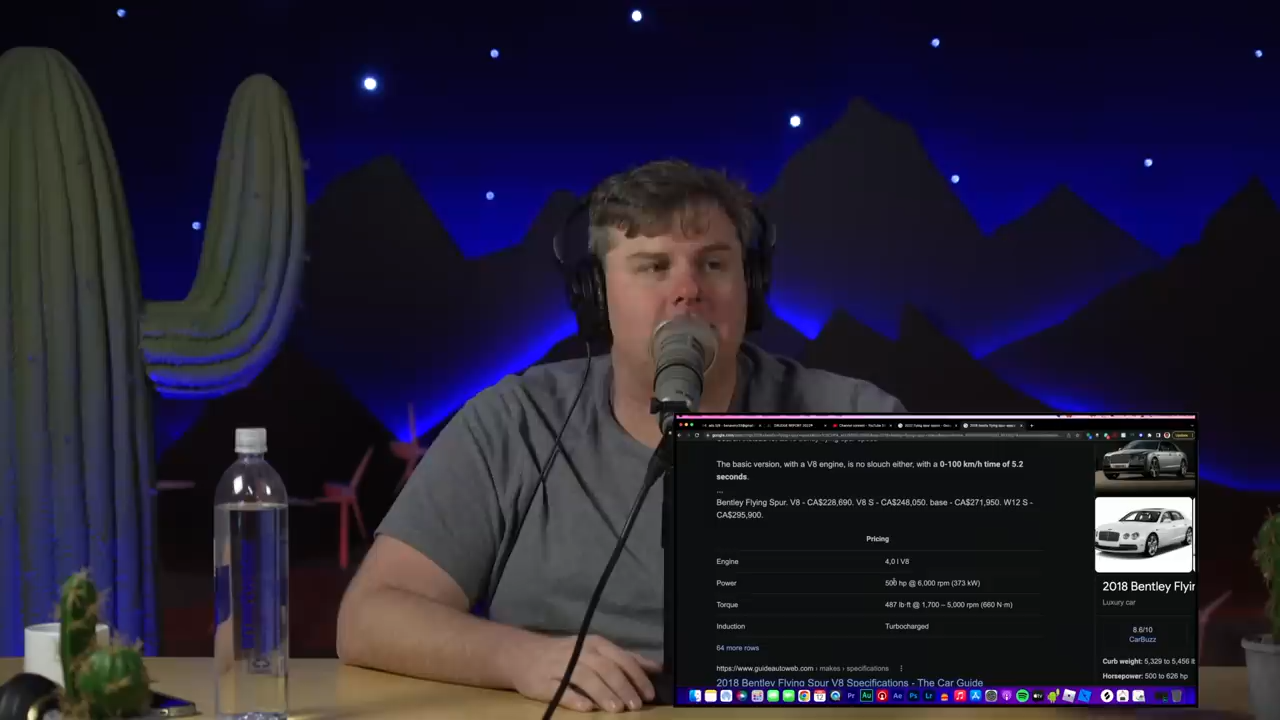 DRUDGE REPORT 2022®
The basic version, with a V8 engine, is no slouch either, with a 0-100 km/h time of 5.2
seconds.
...
Bentley Flying Spur. V8 - CA$228,690. V8 S - CA$248,050. base - CA$271,950. W12 S -
CA$295,900.
Pricing
Engine 4,0 l V8
Power 500 hp @ 6,000 rpm (373 kW)
Torque 487 lb-ft @ 1,700 – 5,000 rpm (660 N·m)
Induction Turbocharged
64 more rows
https://www.guideautoweb.com › makes › specifications
2018 Bentley Flying Spur V8 Specifications - The Car Guide
2018 Bentley Flyin
Luxury car
8.6/10
CarBuzz
Curb weight: 5,329 to 5,456 lb
Horsepower: 500 to 626 hp